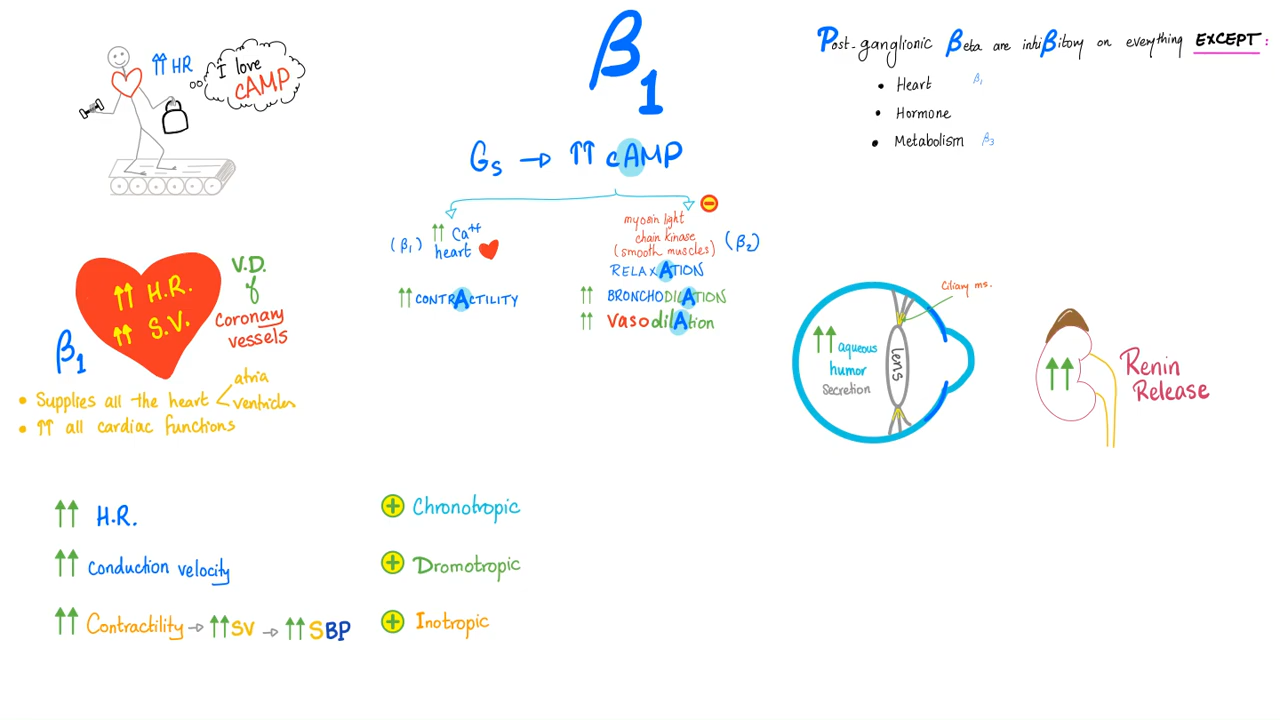 ↑↑ HR
I love
cAMP
β1
Gs → ↑↑ cAMP
(β1)
↑↑ Ca++
heart
↑↑ CONTRACTILITY
myosin light
chain kinase
(smooth muscles)
(β2)
RELAXATION
↑↑ BRONCHODILATION
↑↑ Vasodilation
Post-ganglionic Beta are inhiBitory on everything EXCEPT:
• Heart β1
• Hormone
• Metabolism β3
↑↑ H.R.
↑↑ S.V.
β1
V.D.
of
Coronary
vessels
• Supplies all the heart < atria
ventricles
• ↑↑ all cardiac functions
Ciliary ms.
↑↑ aqueous
humor
Secretion
lens
↑↑
Renin
Release
↑↑ H.R.
⊕ Chronotropic
↑↑ Conduction velocity
⊕ Dromotropic
↑↑ Contractility → ↑↑ SV → ↑↑ SBP
⊕ Inotropic